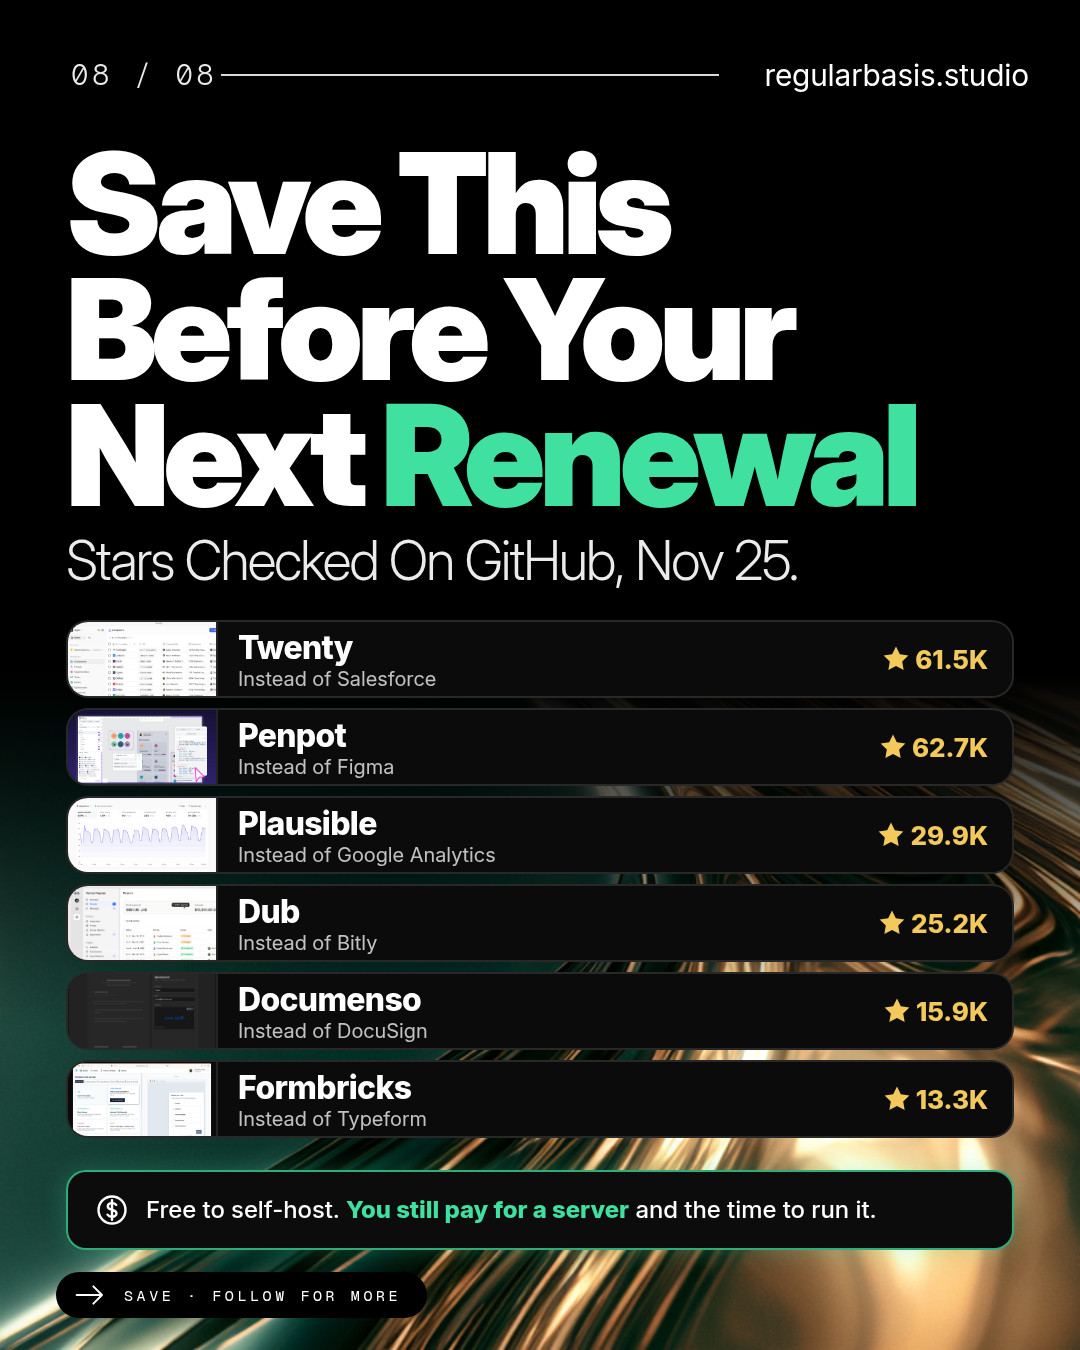 08 / 08
regularbasis.studio
Save This
Before Your
Next Renewal
Stars Checked On GitHub, Nov 25.
Twenty
Instead of Salesforce
★ 61.5K
Penpot
Instead of Figma
★ 62.7K
Plausible
Instead of Google Analytics
★ 29.9K
Dub
Instead of Bitly
★ 25.2K
Documenso
Instead of DocuSign
★ 15.9K
Formbricks
Instead of Typeform
★ 13.3K
Free to self-host. You still pay for a server and the time to run it.
→ SAVE · FOLLOW FOR MORE